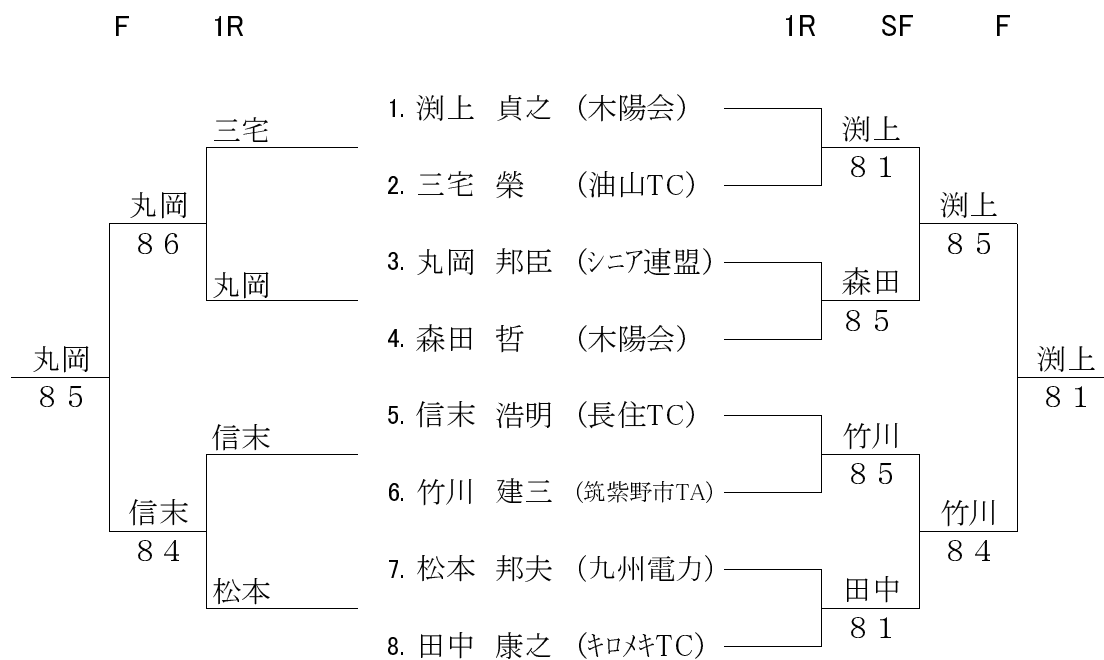 F 1R 1R SF F
1. 渕上 貞之 (木陽会)
三宅 渕上
8 1
2. 三宅 榮 (油山TC)
丸岡 渕上
8 6 8 5
3. 丸岡 邦臣 (シニア連盟)
丸岡 森田
8 5
4. 森田 哲 (木陽会)
丸岡 渕上
8 5 8 1
5. 信末 浩明 (長住TC)
信末 竹川
8 5
6. 竹川 建三 (筑紫野市TA)
信末 竹川
8 4 8 4
7. 松本 邦夫 (九州電力)
松本 田中
8 1
8. 田中 康之 (キロメキTC)